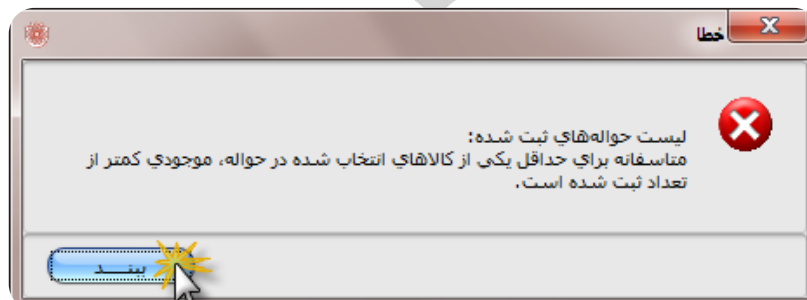 خطا
ليست حواله‌هاي ثبت شده:
متاسفانه براي حداقل يکي از کالاهاي انتخاب شده در حواله، موجودي کمتر از
تعداد ثبت شده است.